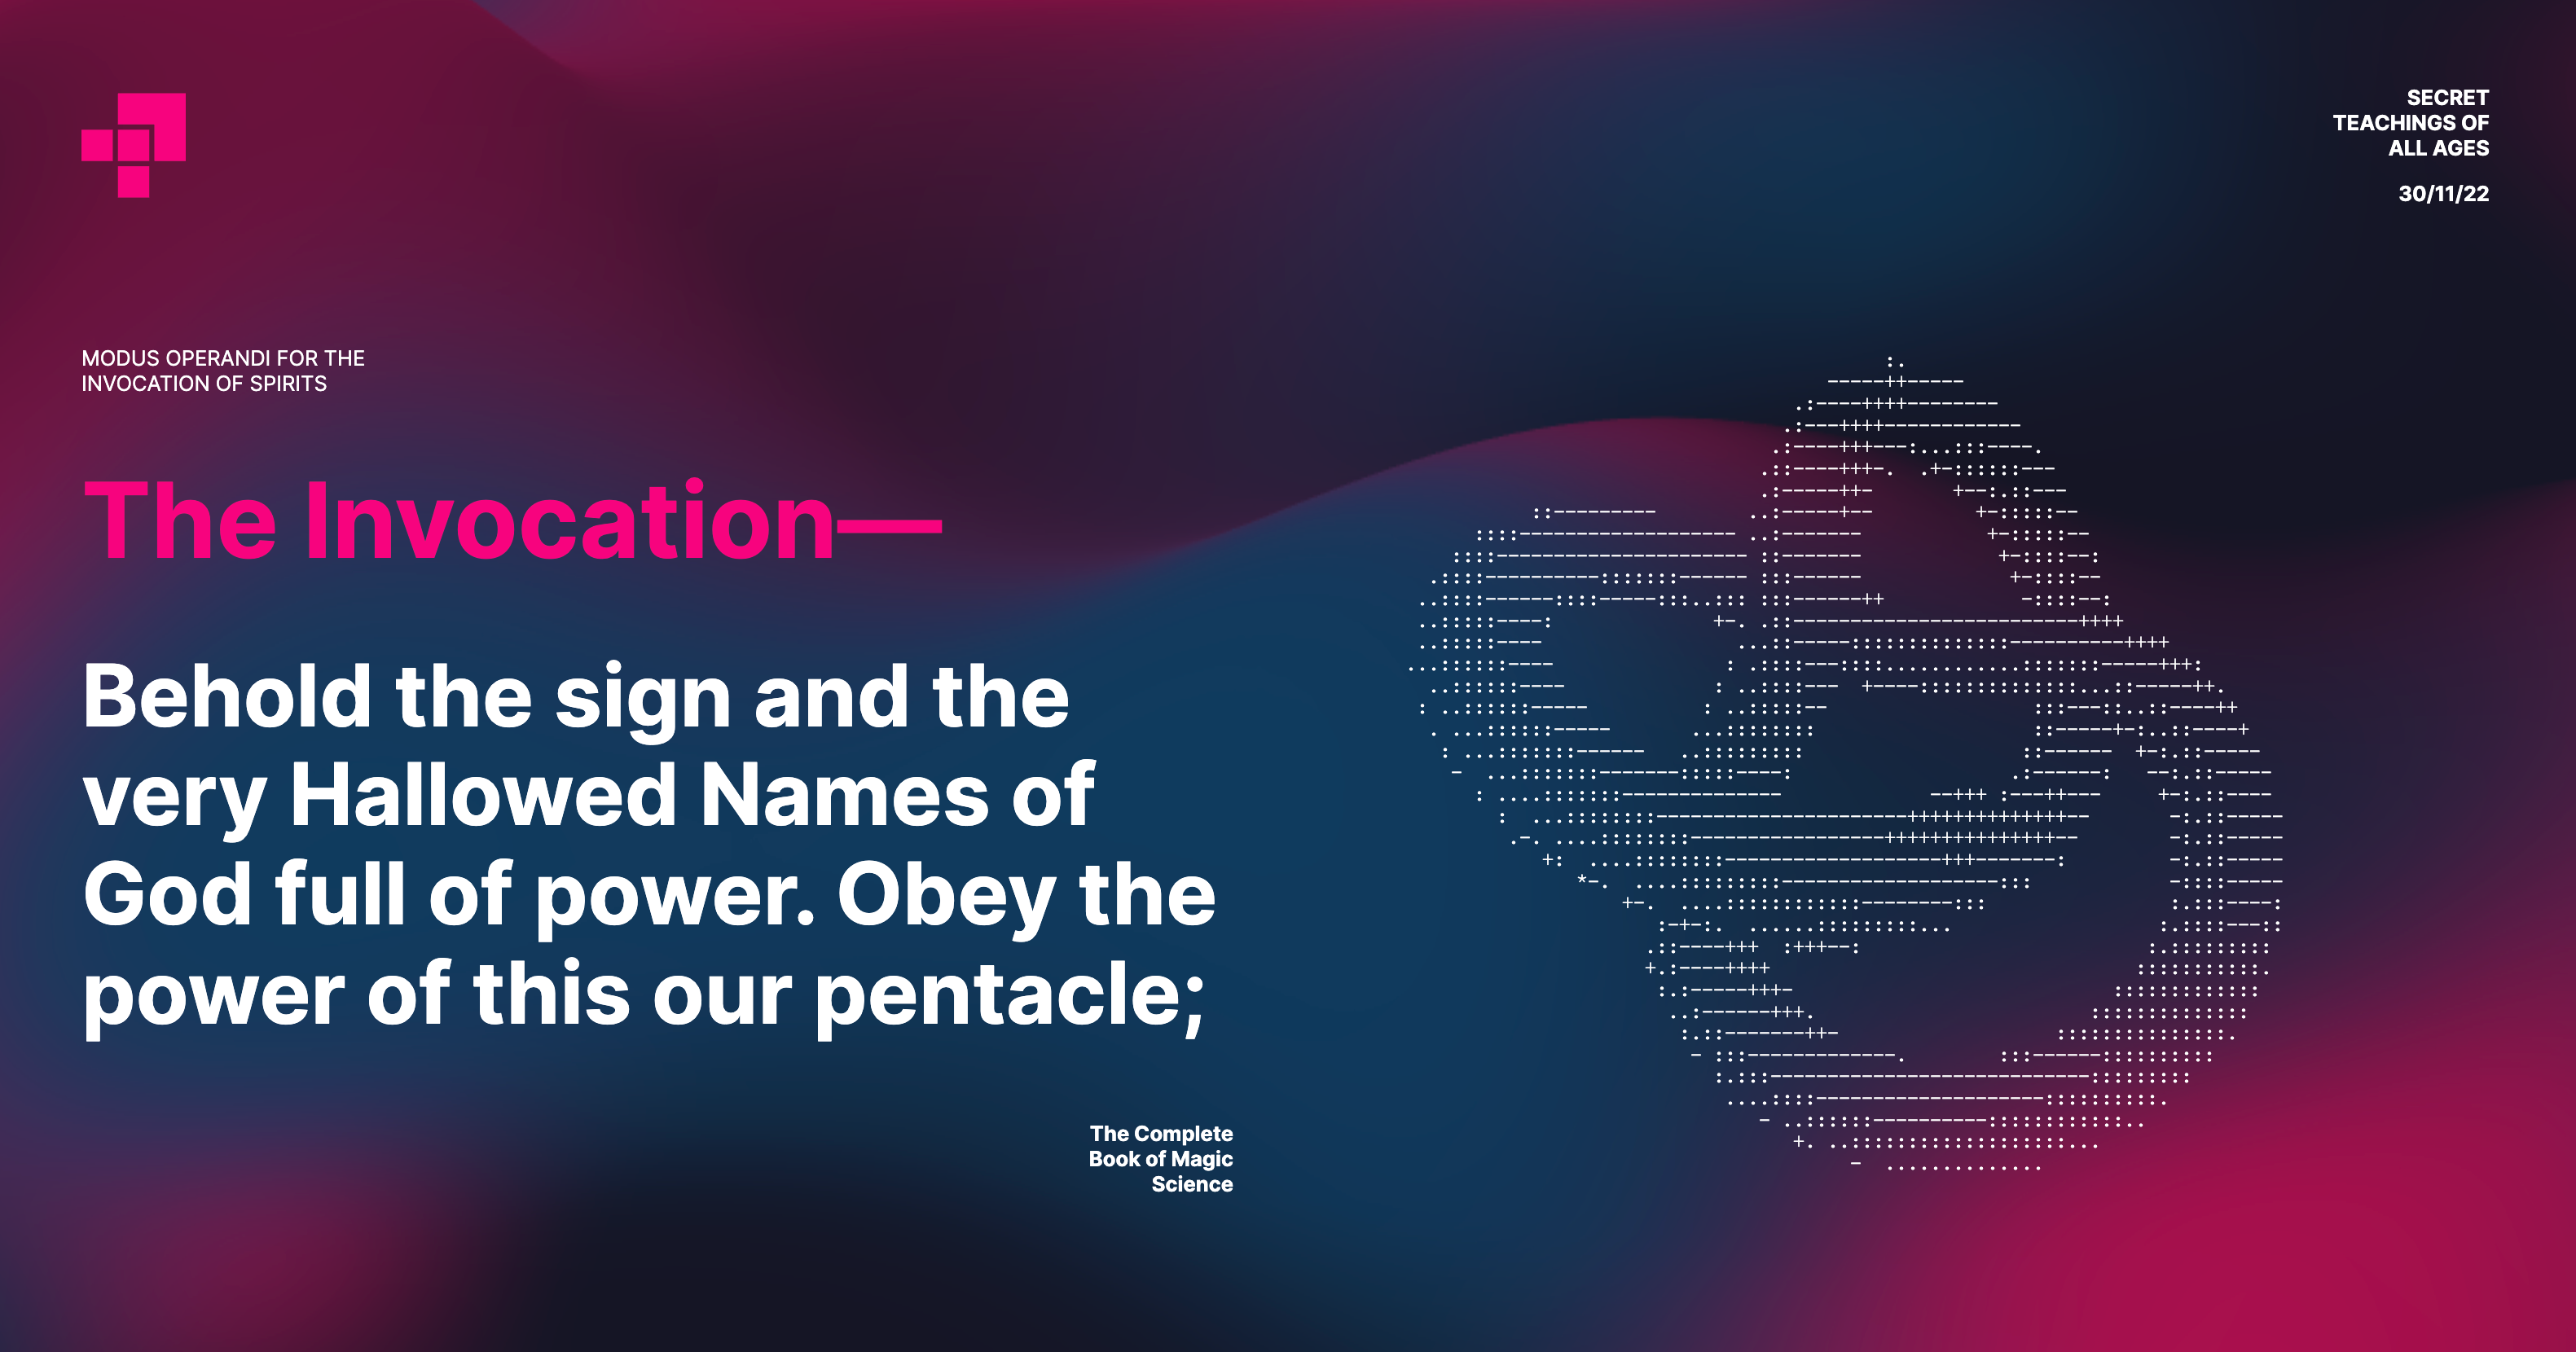 SECRET
TEACHINGS OF
ALL AGES
30/11/22
MODUS OPERANDI FOR THE
INVOCATION OF SPIRITS
The Invocation—
Behold the sign and the
very Hallowed Names of
God full of power. Obey the
power of this our pentacle;
The Complete
Book of Magic
Science